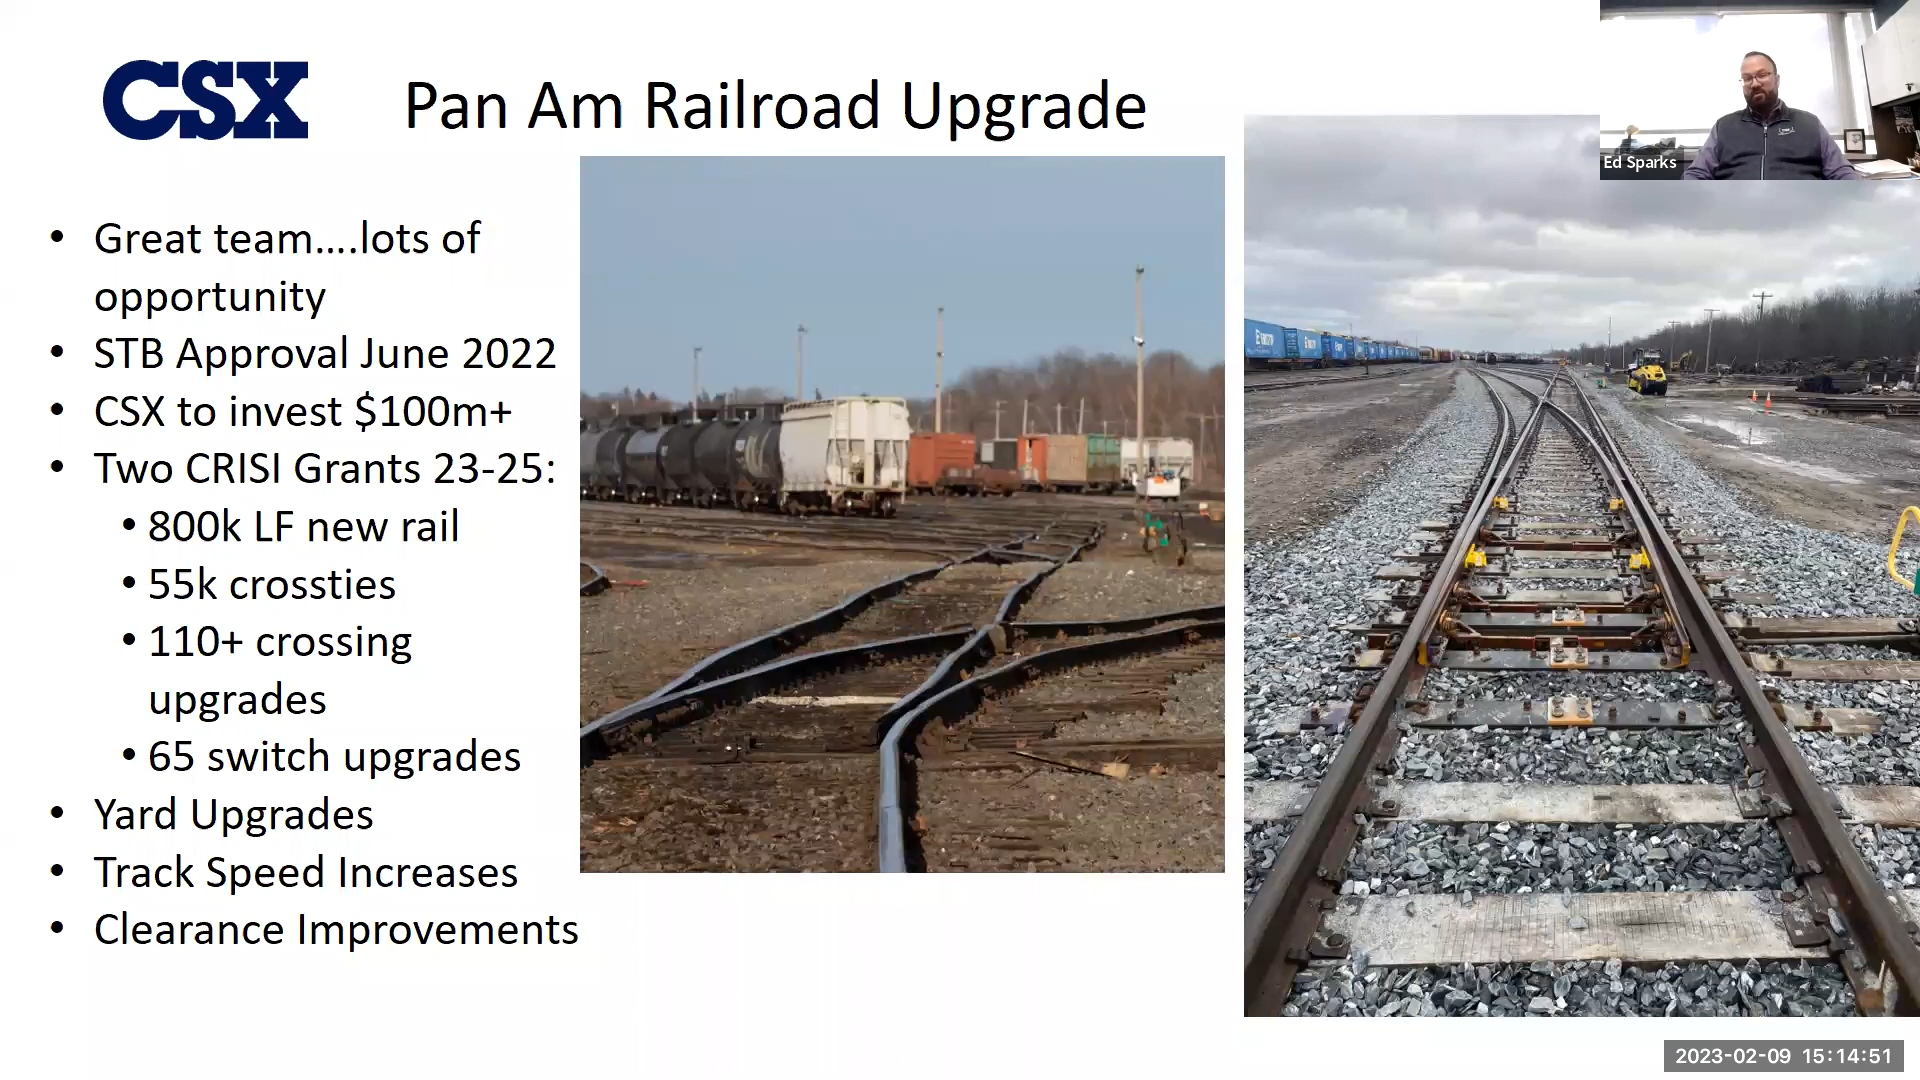 CSX
Pan Am Railroad Upgrade
Ed Sparks
• Great team....lots of
opportunity
• STB Approval June 2022
• CSX to invest $100m+
• Two CRISI Grants 23-25:
• 800k LF new rail
• 55k crossties
• 110+ crossing
upgrades
• 65 switch upgrades
• Yard Upgrades
• Track Speed Increases
• Clearance Improvements
2023-02-09 15:14:51